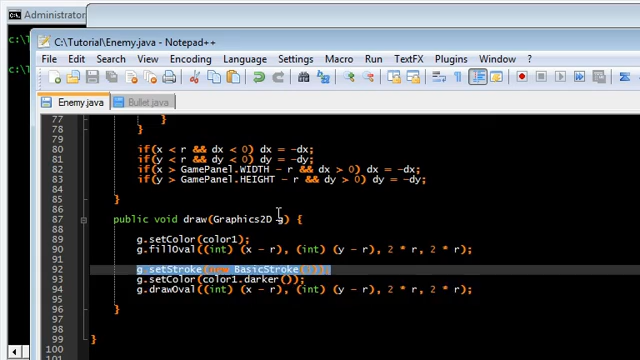 Administrator
c:\T
c:\T
C:\Tutorial\Enemy.java - Notepad++
File Edit Search View Encoding Language Settings Macro Run TextFX Plugins Window ?
Enemy.java Bullet.java
77 }
78 }
79
80 if(x < r && dx < 0) dx = -dx;
81 if(y < r && dy < 0) dy = -dy;
82 if(x > GamePanel.WIDTH - r && dx > 0) dx = -dx;
83 if(y > GamePanel.HEIGHT - r && dy > 0) dy = -dy;
84
85 }
86
87 public void draw(Graphics2D g) {
88
89 g.setColor(color1);
90 g.fillOval((int) (x - r), (int) (y - r), 2 * r, 2 * r);
91
92 g.setStroke(new BasicStroke(
93 g.setColor(color1.darker());
94 g.drawOval((int) (x - r), (int) (y - r), 2 * r, 2 * r);
95
96 }
97
98
99 }
100